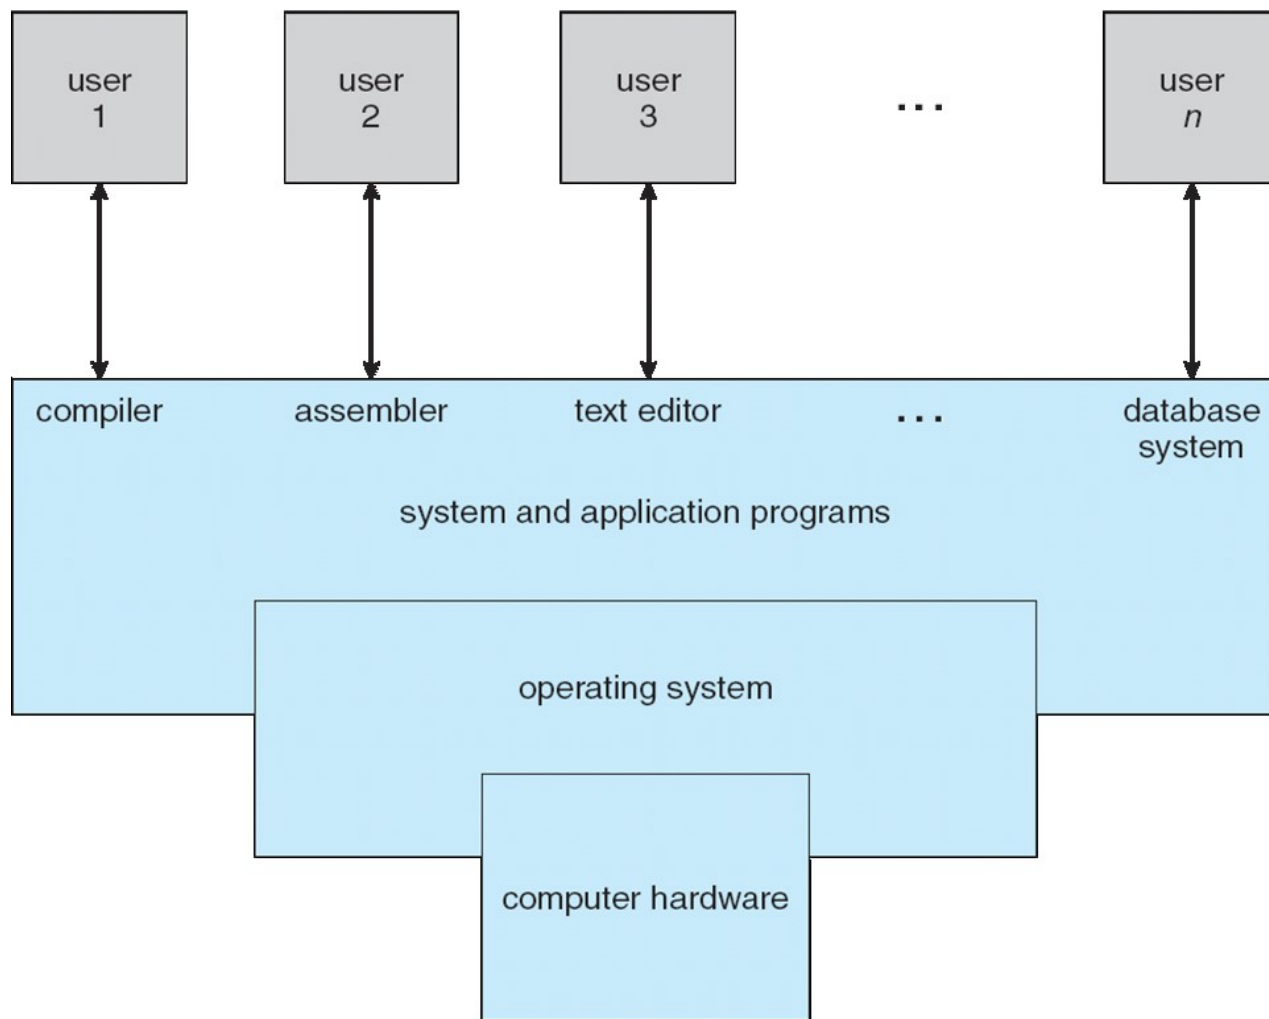 user
1
user
2
user
3
...
user
n
compiler
assembler
text editor
...
database
system
system and application programs
operating system
computer hardware